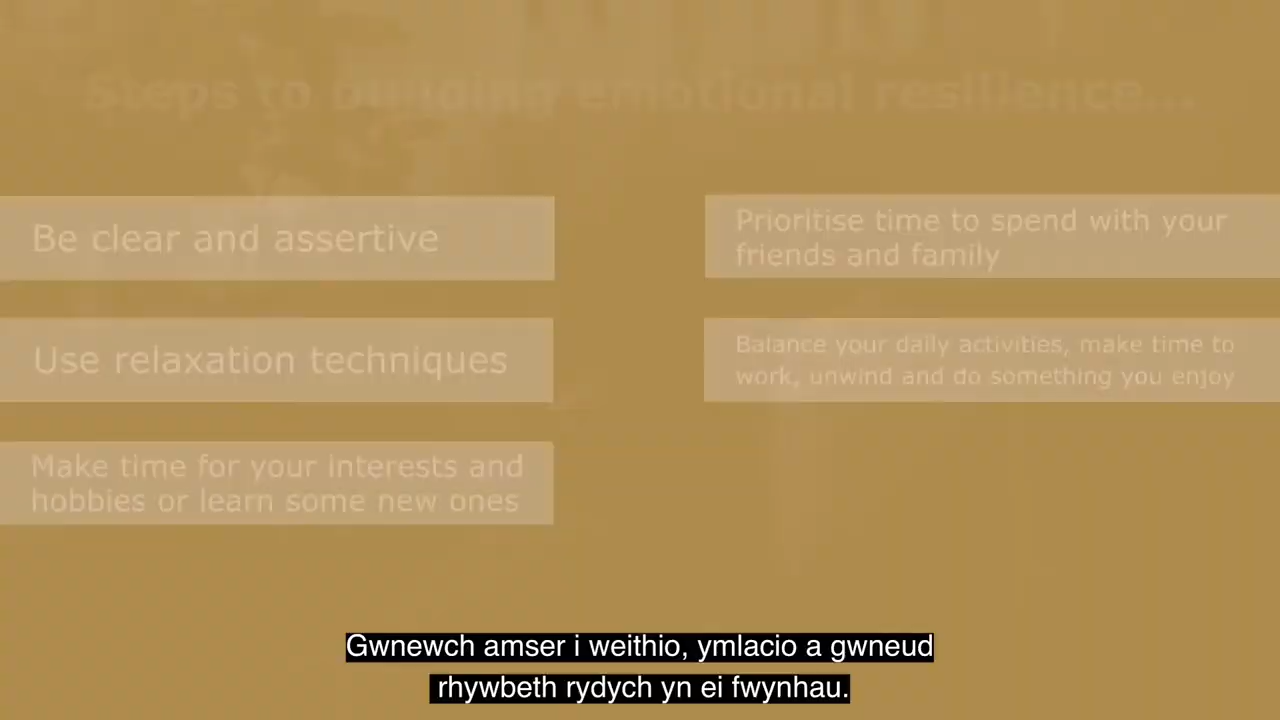 Steps to building emotional resilience...
Be clear and assertive
Use relaxation techniques
Make time for your interests and
hobbies or learn some new ones
Prioritise time to spend with your
friends and family
Balance your daily activities, make time to
work, unwind and do something you enjoy
Gwnewch amser i weithio, ymlacio a gwneud
rhywbeth rydych yn ei fwynhau.